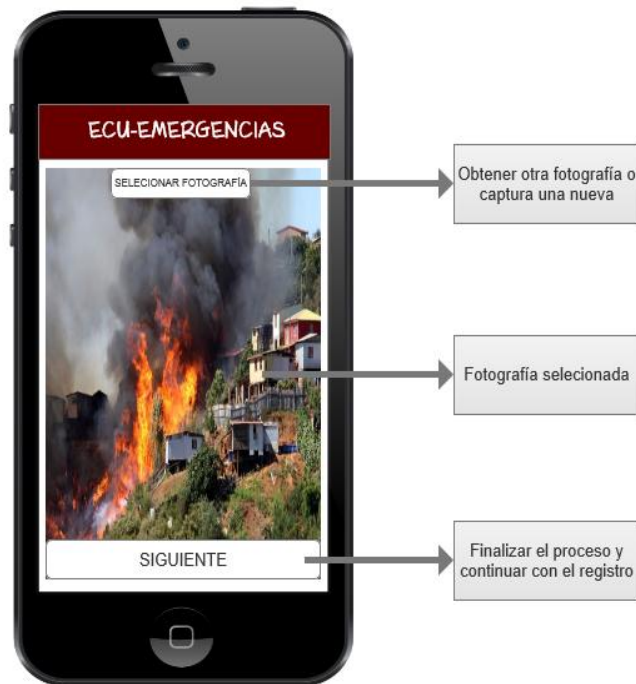 ECU-EMERGENCIAS
SELECIONAR FOTOGRAFÍA
Obtener otra fotografía o
captura una nueva
Fotografía selecionada
SIGUIENTE
Finalizar el proceso y
continuar con el registro